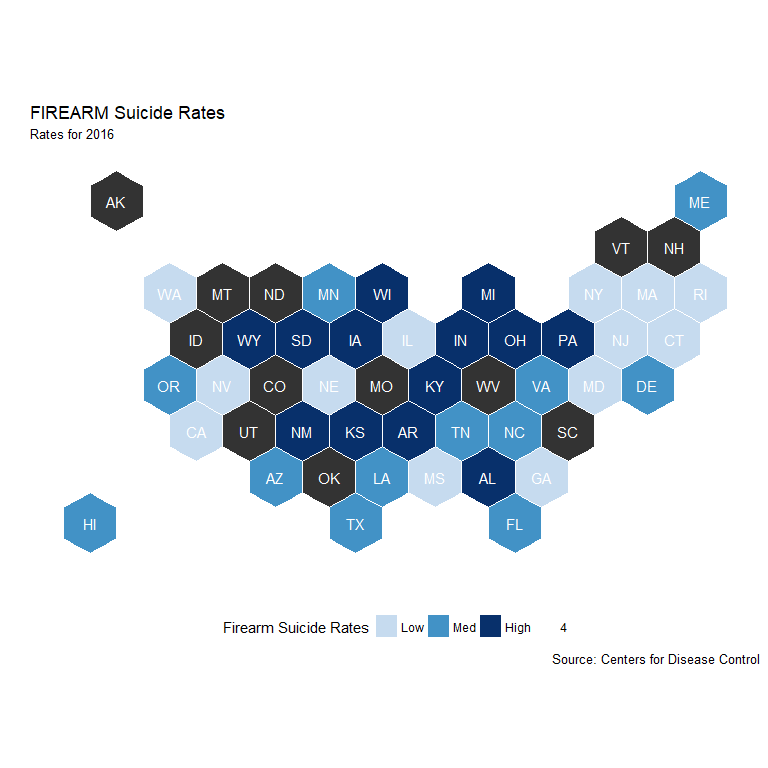 FIREARM Suicide Rates
Rates for 2016
AK ME
VT NH
WA MT ND MN WI MI NY MA RI
ID WY SD IA IL IN OH PA NJ CT
OR NV CO NE MO KY WV VA MD DE
CA UT NM KS AR TN NC SC
AZ OK LA MS AL GA
HI TX FL
Firearm Suicide Rates Low Med High 4
Source: Centers for Disease Control